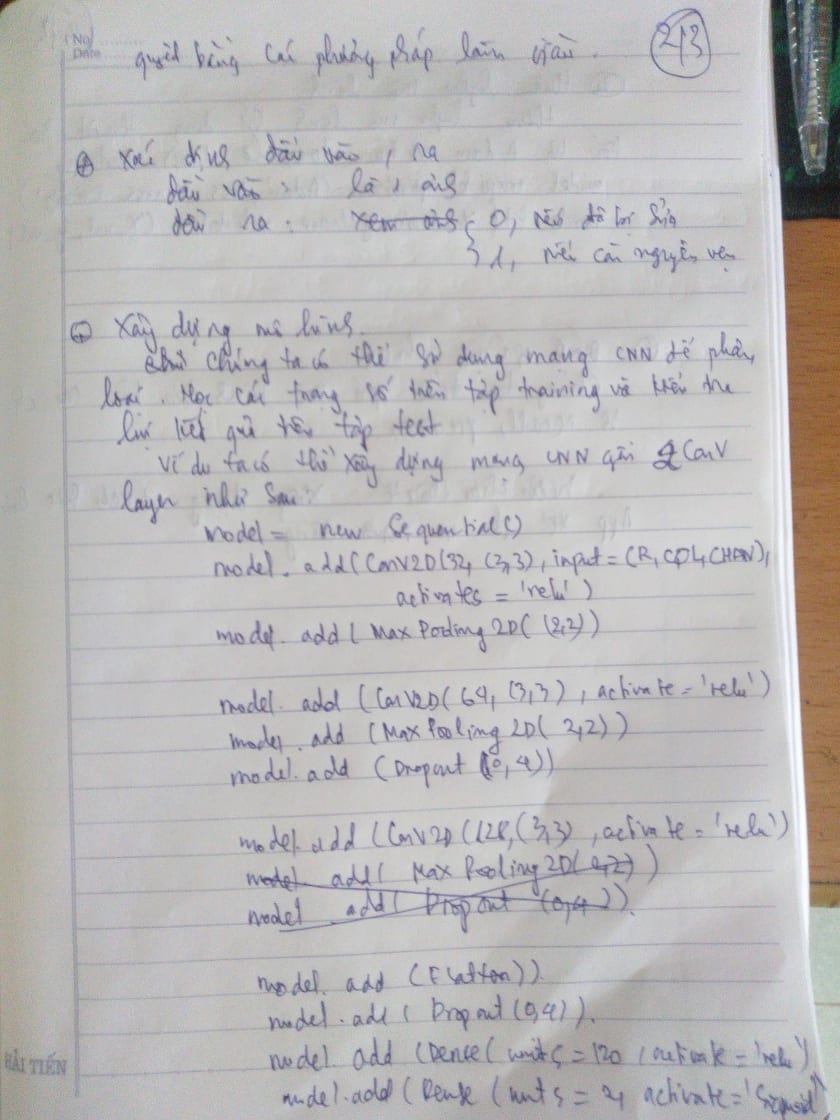 No
Date
quyết bằng các phương pháp làm giàu.
2/3
Xác định đầu vào, ra
đầu vào: là 1 ảnh
đầu ra: xem ảnh { 0, nếu đã bị sửa
1, nếu còn nguyên vẹn
Xây dựng mô hình.
Chúng ta có thể sử dụng mạng CNN để phân
loại. Học các trọng số trên tập training và kiểm tra
lại kết quả trên tập test
Ví dụ ta có thể xây dựng mạng CNN gồm 2 Conv
layer như sau:
model = new Sequential()
model.add(Conv2D(32, (3,3), input = (R, COL, CHAN),
activates = 'relu')
model.add(MaxPooling2D((2,2))
model.add(Conv2D(64, (3,3), activate = 'relu')
model.add(MaxPooling2D(2,2))
model.add(Dropout(0,4))
model.add(Conv2D(128,(3,3), activate = 'relu')
model add(MaxPooling2D(2,2))
model add(Dropout (0,4)).
model.add(Flatten)).
model.add(Dropout(0,4)).
model add(Dence(units = 120, activate = 'relu')
model.add(Dense(units = 2, activate = 'Sigmoid'
HẢI TIẾN